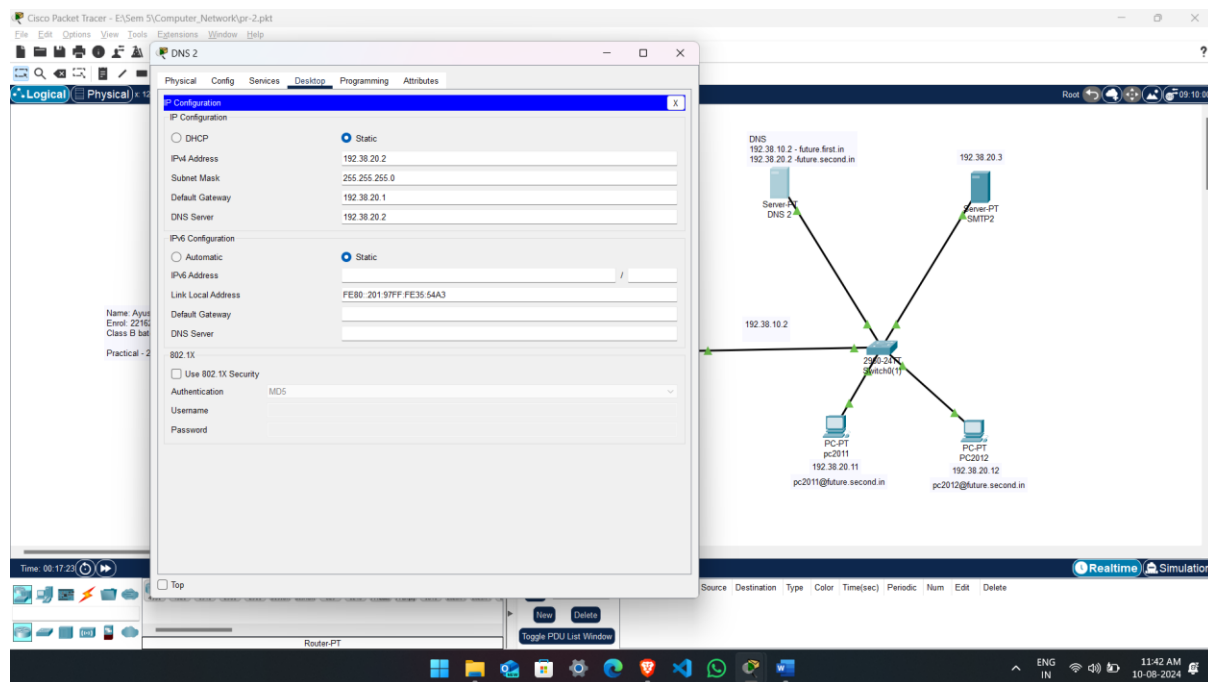 Cisco Packet Tracer - E:\Sem 5\Computer_Network\pr-2.pkt
File Edit Options View Tools Extensions Window Help
DNS 2
Physical Config Services Desktop Programming Attributes
Logical Physical x: 12
Root 09:10:0
IP Configuration X
IP Configuration
DHCP Static
IPv4 Address 192.38.20.2
Subnet Mask 255.255.255.0
Default Gateway 192.38.20.1
DNS Server 192.38.20.2
IPv6 Configuration
Automatic Static
IPv6 Address /
Link Local Address FE80::201:97FF:FE35:54A3
Default Gateway
DNS Server
802.1X
Use 802.1X Security
Authentication MD5
Username
Password
Top
Name: Ayus
Enrol: 2216
Class B bat
Practical - 2
DNS
192.38.10.2 - future.first.in
192.38.20.2 -future.second.in
Server-PT
DNS 2
192.38.20.3
Server-PT
SMTP2
192.38.10.2
2960-24TT
Switch0(1)
PC-PT
pc2011
192.38.20.11
pc2011@future.second.in
PC-PT
PC2012
192.38.20.12
pc2012@future.second.in
Time: 00:17:23
Realtime Simulation
Source Destination Type Color Time(sec) Periodic Num Edit Delete
New Delete
Toggle PDU List Window
Router-PT
ENG
IN
11:42 AM
10-08-2024